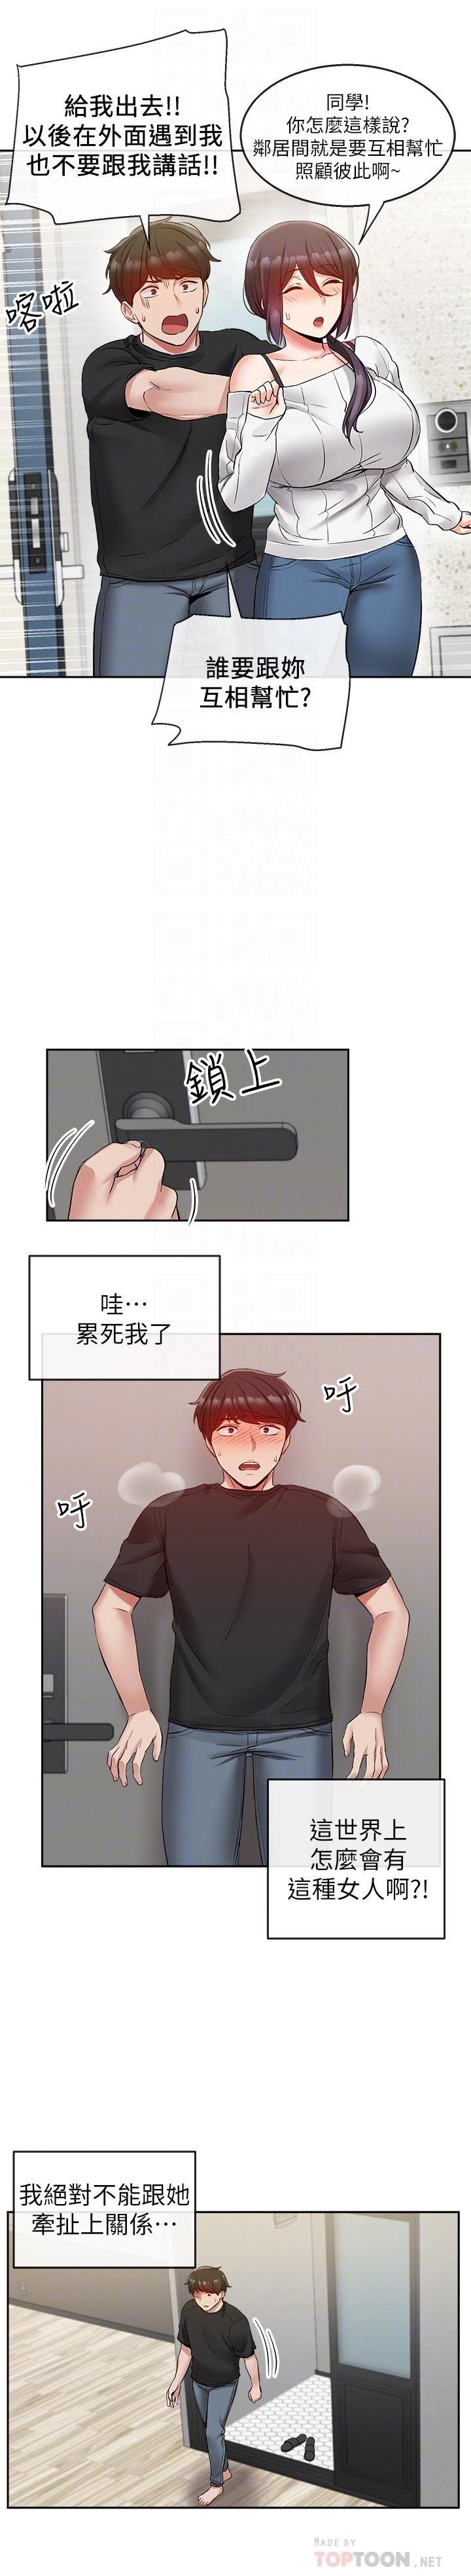 給我出去!!
以後在外面遇到我
也不要跟我講話!!
同學!
你怎麼這樣說?
鄰居間就是要互相幫忙
照顧彼此啊~
喀啦
誰要跟妳
互相幫忙?
鎖上
哇…
累死我了
吁
吁
這世界上
怎麼會有
這種女人啊?!
我絕對不能跟她
牽扯上關係…
MADE BY
TOPTOON.NET